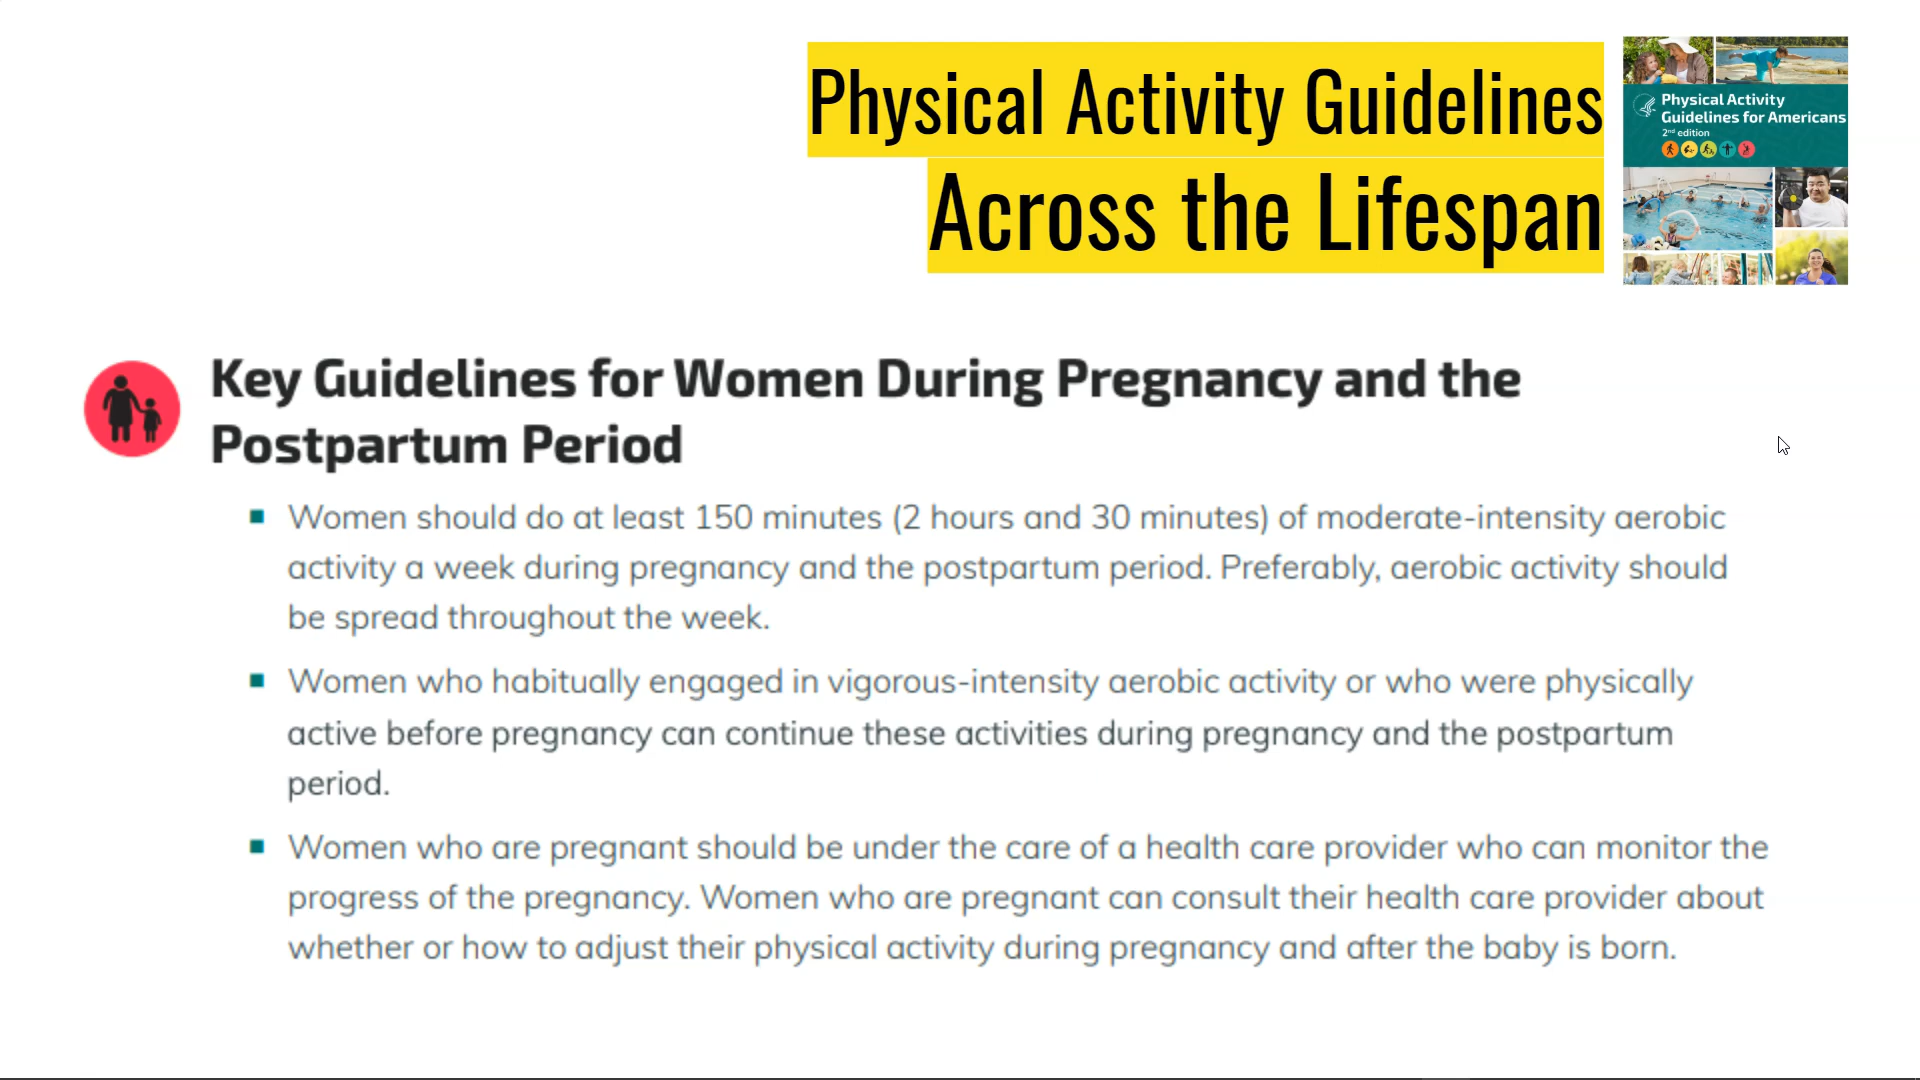 Physical Activity Guidelines
Across the Lifespan
Physical Activity
Guidelines for Americans
2nd edition
Key Guidelines for Women During Pregnancy and the
Postpartum Period
Women should do at least 150 minutes (2 hours and 30 minutes) of moderate-intensity aerobic
activity a week during pregnancy and the postpartum period. Preferably, aerobic activity should
be spread throughout the week.
Women who habitually engaged in vigorous-intensity aerobic activity or who were physically
active before pregnancy can continue these activities during pregnancy and the postpartum
period.
Women who are pregnant should be under the care of a health care provider who can monitor the
progress of the pregnancy. Women who are pregnant can consult their health care provider about
whether or how to adjust their physical activity during pregnancy and after the baby is born.